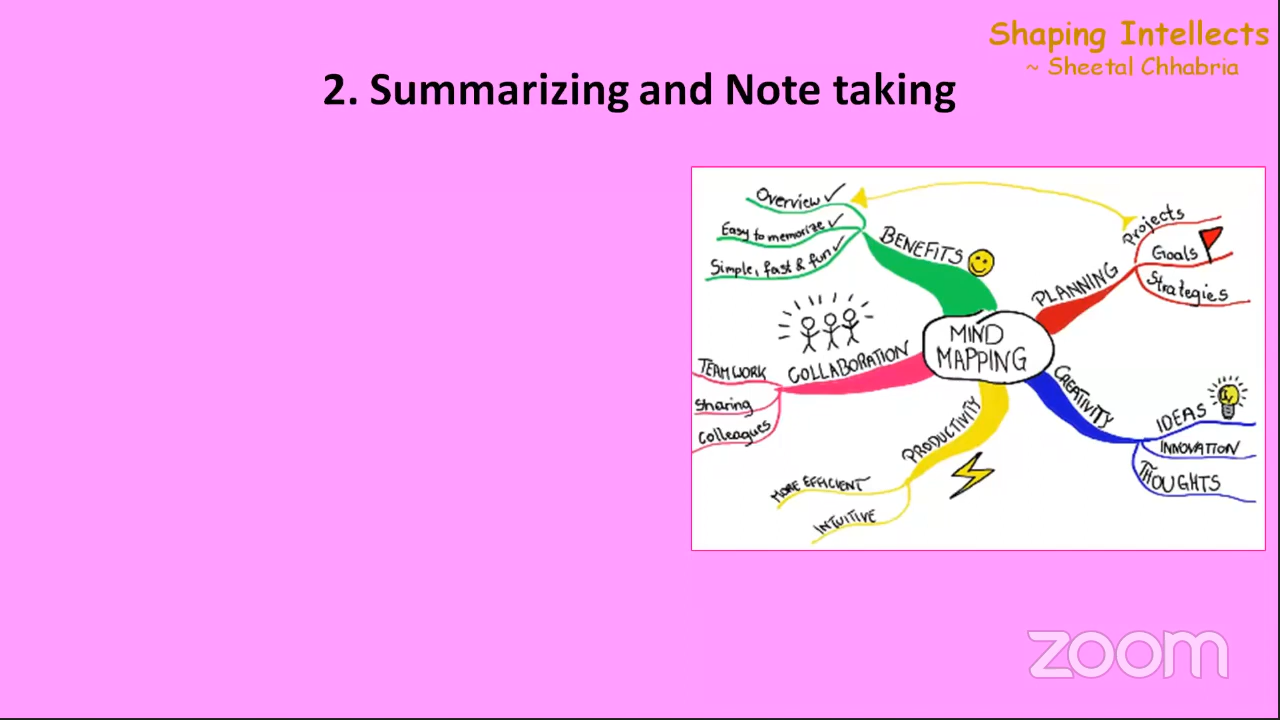 Shaping Intellects
~ Sheetal Chhabria
2. Summarizing and Note taking
Overview
Easy to memorize
Simple, fast & fun
BENEFITS
Projects
Goals
Strategies
PLANNING
MIND
MAPPING
COLLABORATION
TEAMWORK
Sharing
Colleagues
CREATIVITY
IDEAS
INNOVATION
THOUGHTS
PRODUCTIVITY
MORE EFFICIENT
INTUITIVE
zoom